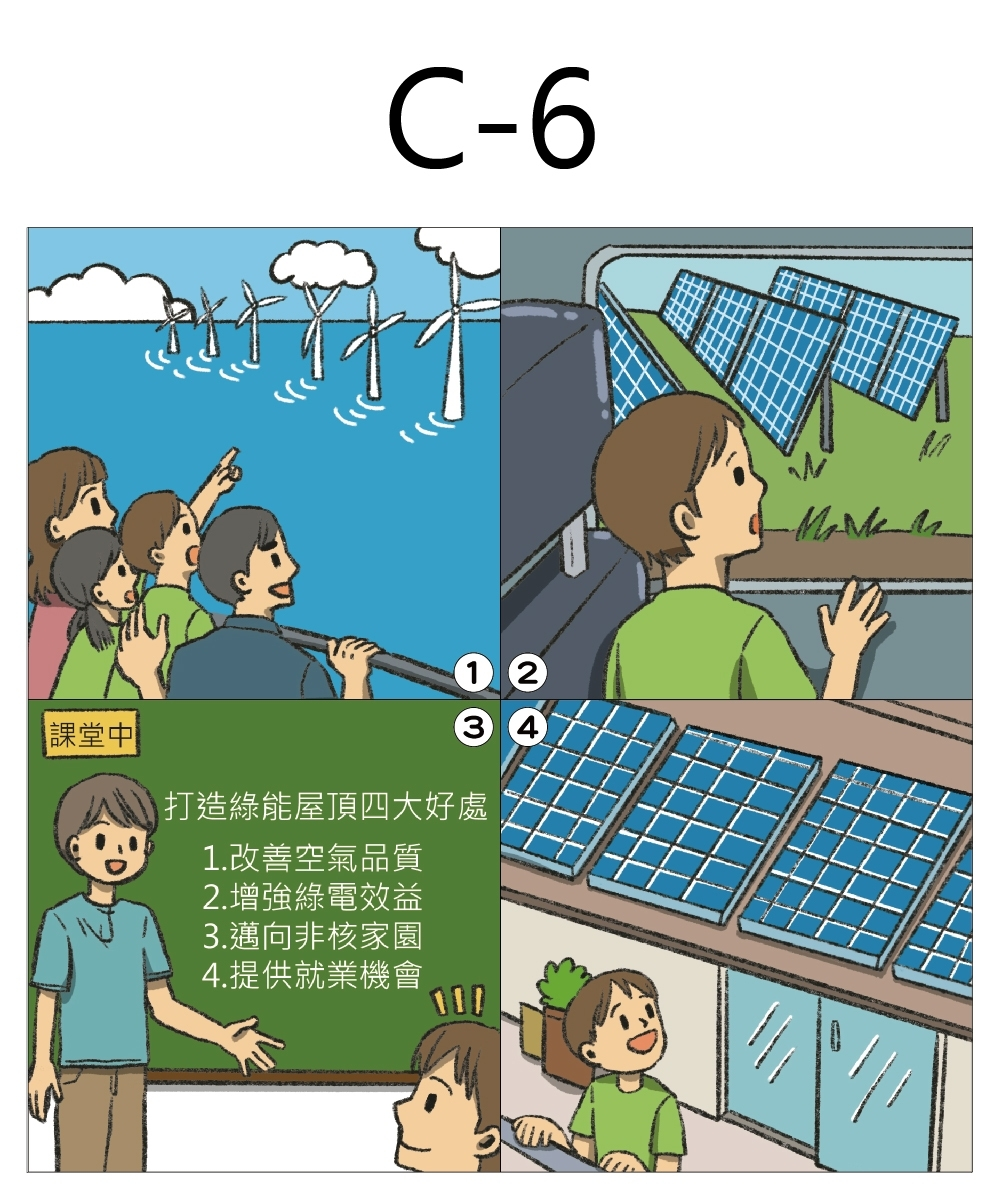 C-6
①
②
課堂中
③
④
打造綠能屋頂四大好處
1.改善空氣品質
2.增強綠電效益
3.邁向非核家園
4.提供就業機會